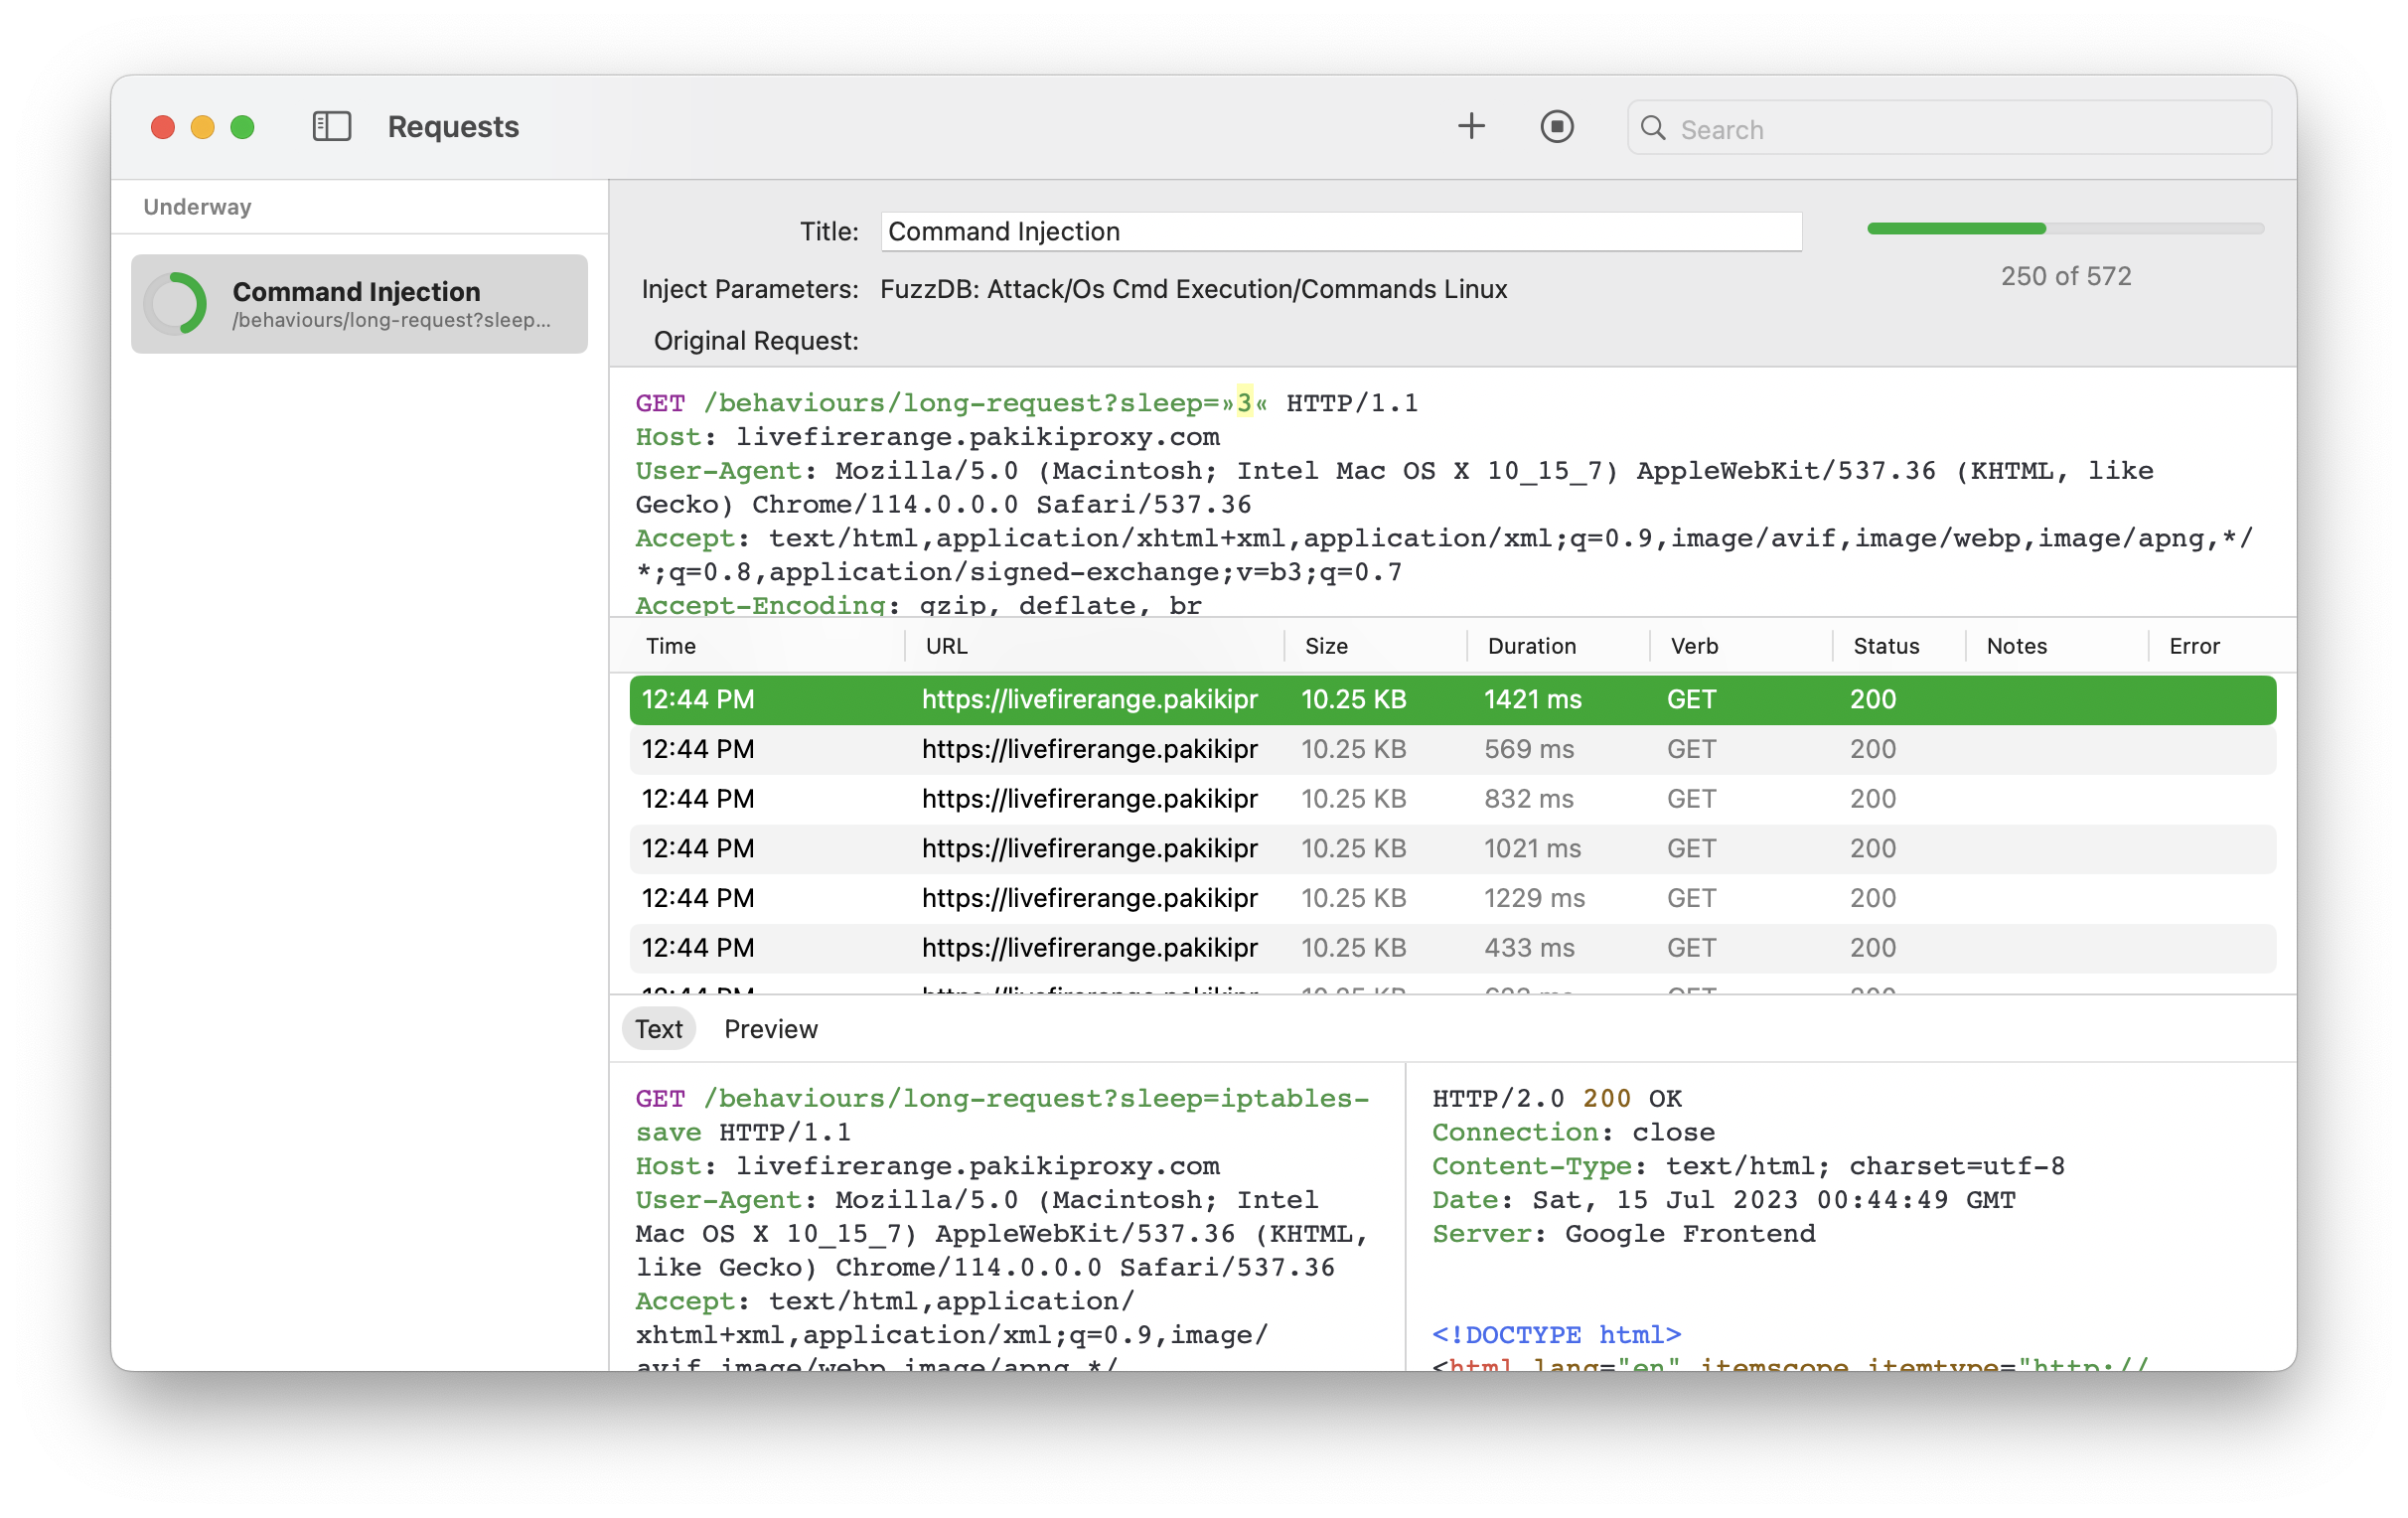 Requests
Search
Underway
Command Injection
/behaviours/long-request?sleep...
Title:
Command Injection
250 of 572
Inject Parameters:
FuzzDB: Attack/Os Cmd Execution/Commands Linux
Original Request:
GET /behaviours/long-request?sleep=»3« HTTP/1.1
Host: livefirerange.pakikiproxy.com
User-Agent: Mozilla/5.0 (Macintosh; Intel Mac OS X 10_15_7) AppleWebKit/537.36 (KHTML, like
Gecko) Chrome/114.0.0.0 Safari/537.36
Accept: text/html,application/xhtml+xml,application/xml;q=0.9,image/avif,image/webp,image/apng,*/
*;q=0.8,application/signed-exchange;v=b3;q=0.7
Accept-Encoding: gzip, deflate, br
Time URL Size Duration Verb Status Notes Error
12:44 PM https://livefirerange.pakikipr 10.25 KB 1421 ms GET 200
12:44 PM https://livefirerange.pakikipr 10.25 KB 569 ms GET 200
12:44 PM https://livefirerange.pakikipr 10.25 KB 832 ms GET 200
12:44 PM https://livefirerange.pakikipr 10.25 KB 1021 ms GET 200
12:44 PM https://livefirerange.pakikipr 10.25 KB 1229 ms GET 200
12:44 PM https://livefirerange.pakikipr 10.25 KB 433 ms GET 200
12:44 PM https://livefirerange.pakikipr 10.25 KB ms GET 200
Text Preview
GET /behaviours/long-request?sleep=iptables-
save HTTP/1.1
Host: livefirerange.pakikiproxy.com
User-Agent: Mozilla/5.0 (Macintosh; Intel
Mac OS X 10_15_7) AppleWebKit/537.36 (KHTML,
like Gecko) Chrome/114.0.0.0 Safari/537.36
Accept: text/html,application/
xhtml+xml,application/xml;q=0.9,image/
avif,image/webp,image/apng,*/
HTTP/2.0 200 OK
Connection: close
Content-Type: text/html; charset=utf-8
Date: Sat, 15 Jul 2023 00:44:49 GMT
Server: Google Frontend
<!DOCTYPE html>
<html lang="en" itemscope itemtype="http://